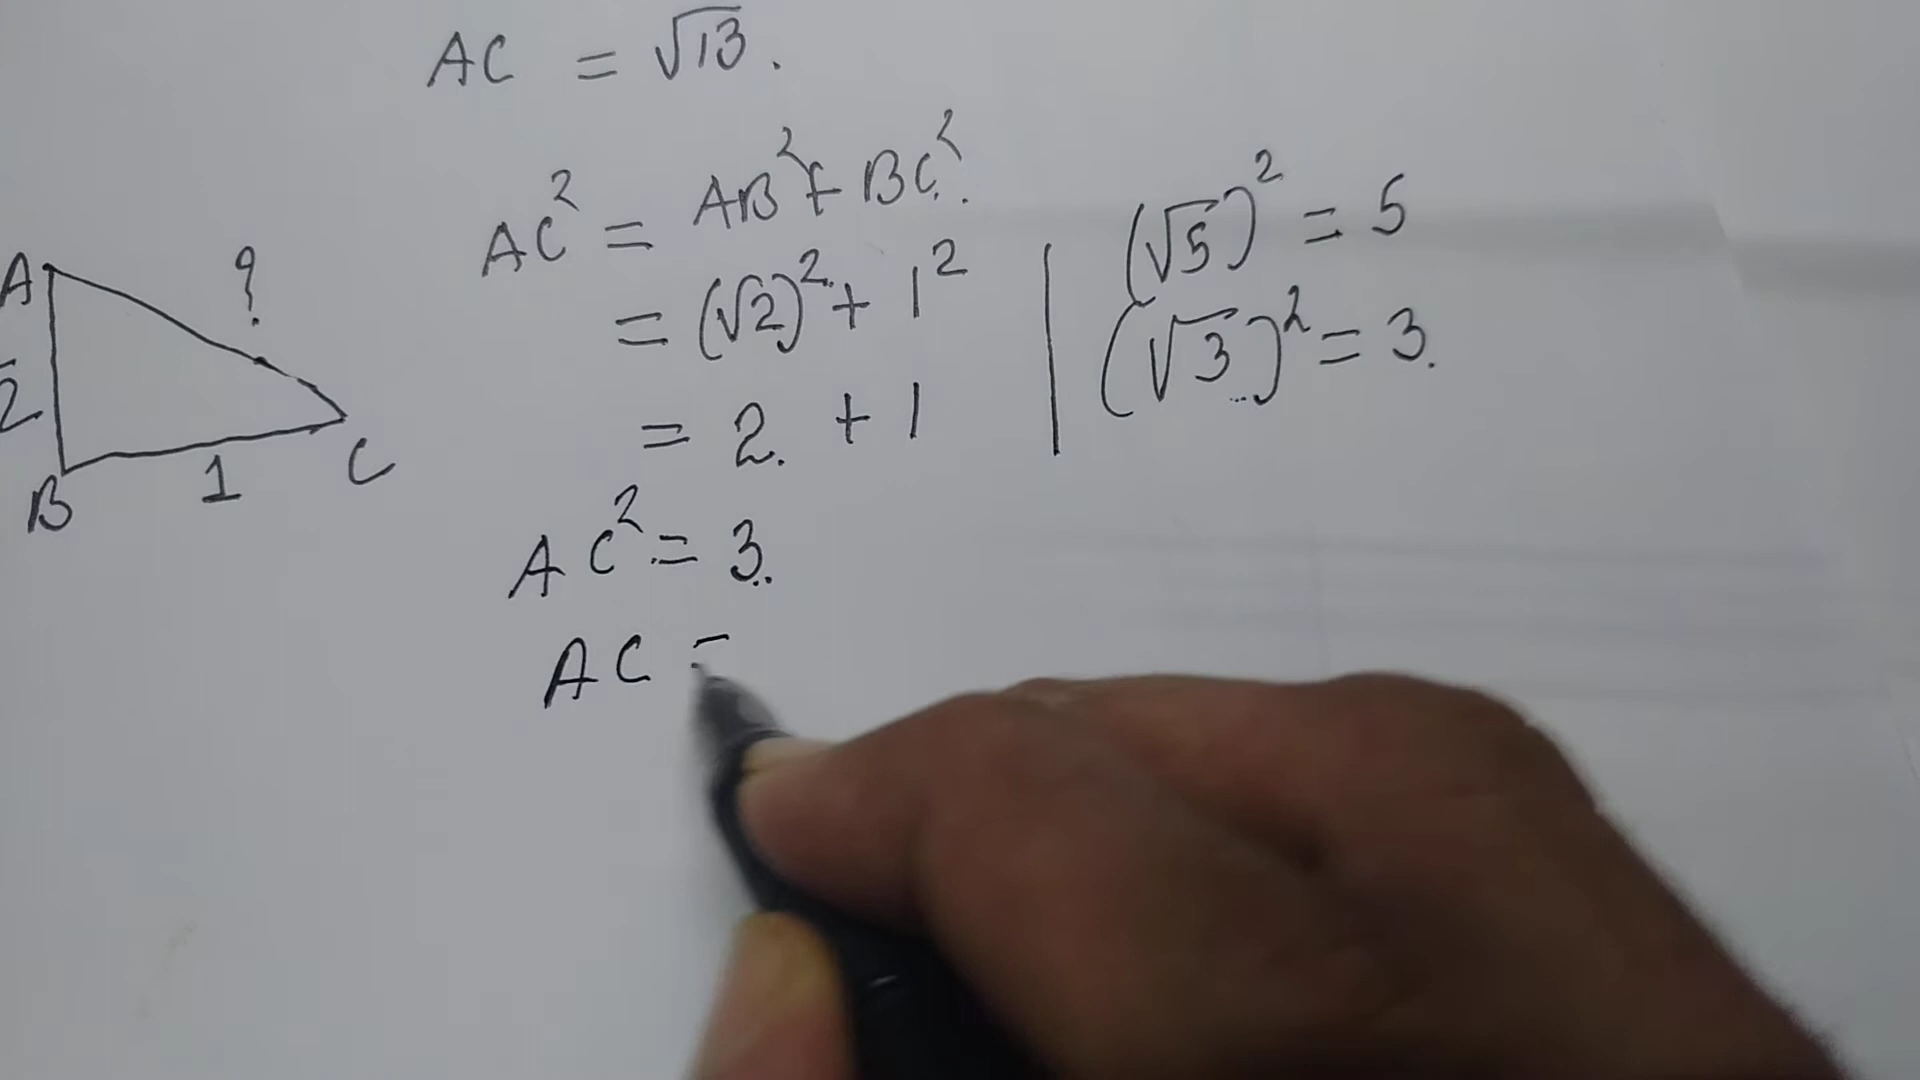 AC = √13.
AC² = AB² + BC².
= (√2)² + 1²
= 2. + 1
AC² = 3.
AC =
(√5)² = 5
(√3)² = 3.
A
?
2
B
1
C